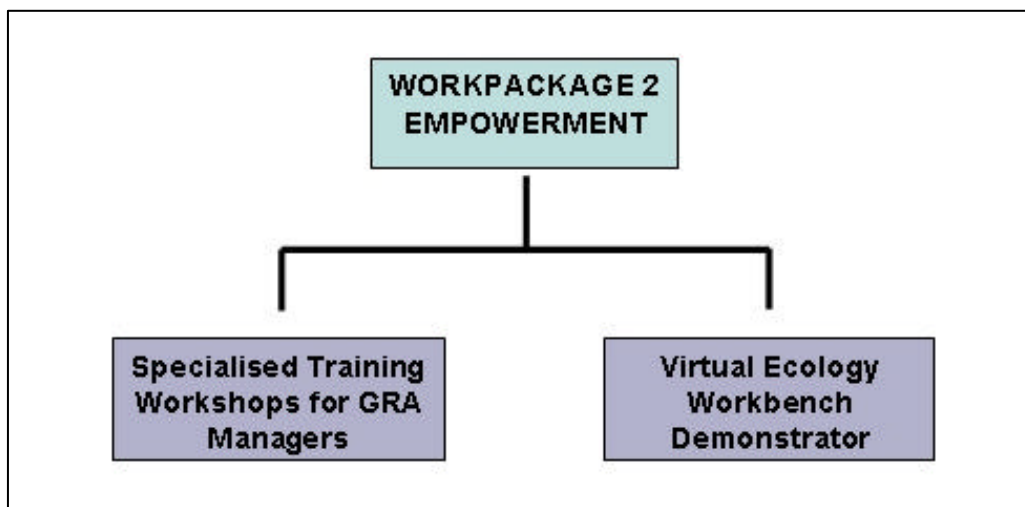 WORKPACKAGE 2
EMPOWERMENT
Specialised Training
Workshops for GRA
Managers
Virtual Ecology
Workbench
Demonstrator